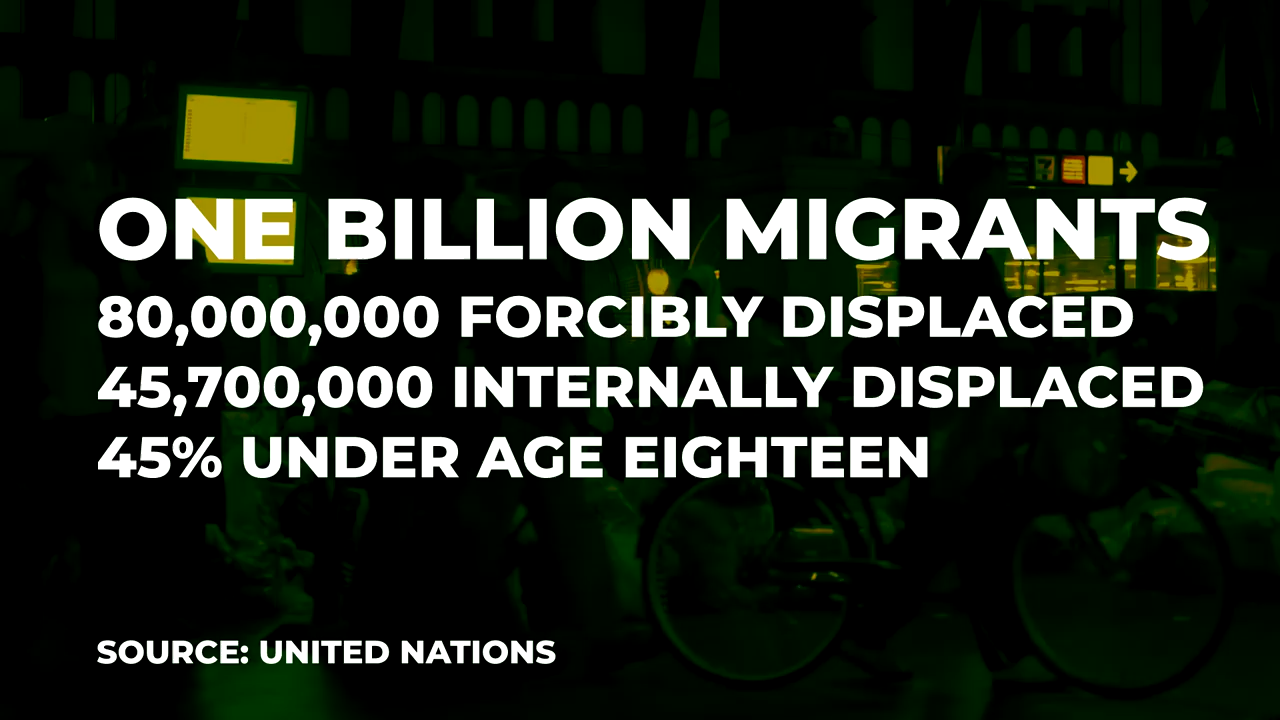 ONE BILLION MIGRANTS
80,000,000 FORCIBLY DISPLACED
45,700,000 INTERNALLY DISPLACED
45% UNDER AGE EIGHTEEN
SOURCE: UNITED NATIONS